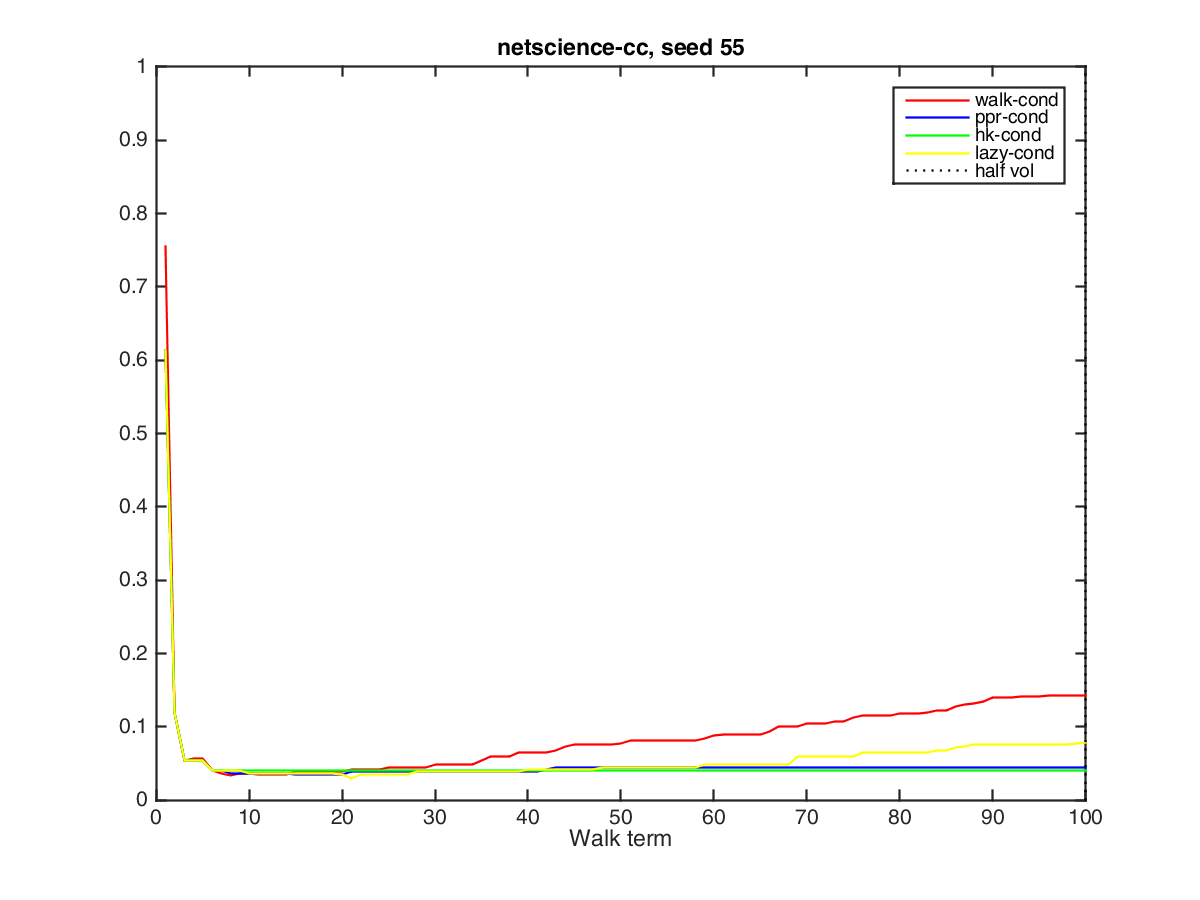 netscience-cc, seed 55
1
0.9
0.8
0.7
0.6
0.5
0.4
0.3
0.2
0.1
0
walk-cond
ppr-cond
hk-cond
lazy-cond
half vol
0 10 20 30 40 50 60 70 80 90 100
Walk term